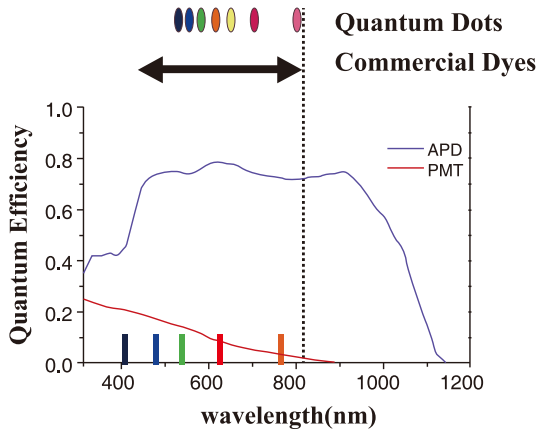 Quantum Dots
Commercial Dyes
1.0
0.8
0.6
0.4
0.2
0.0
Quantum Efficiency
APD
PMT
400 600 800 1000 1200
wavelength(nm)